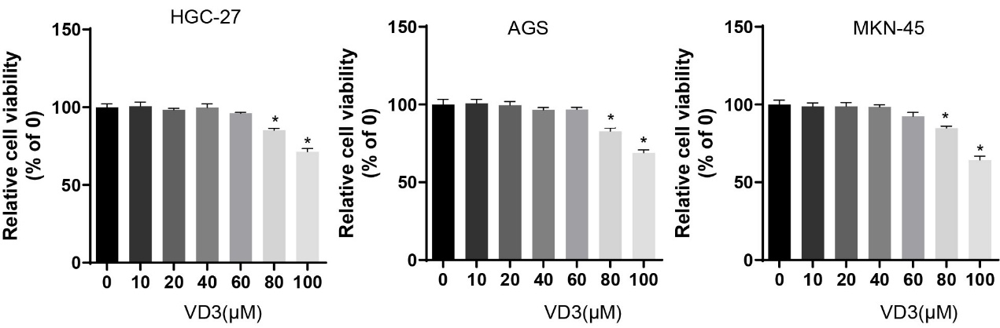 HGC-27
Relative cell viability
(% of 0)
150
100
50
0
*
*
0 10 20 40 60 80 100
VD3(μM)
AGS
Relative cell viability
(% of 0)
150
100
50
0
*
*
0 10 20 40 60 80 100
VD3(μM)
MKN-45
Relative cell viability
(% of 0)
150
100
50
0
*
*
0 10 20 40 60 80 100
VD3(μM)